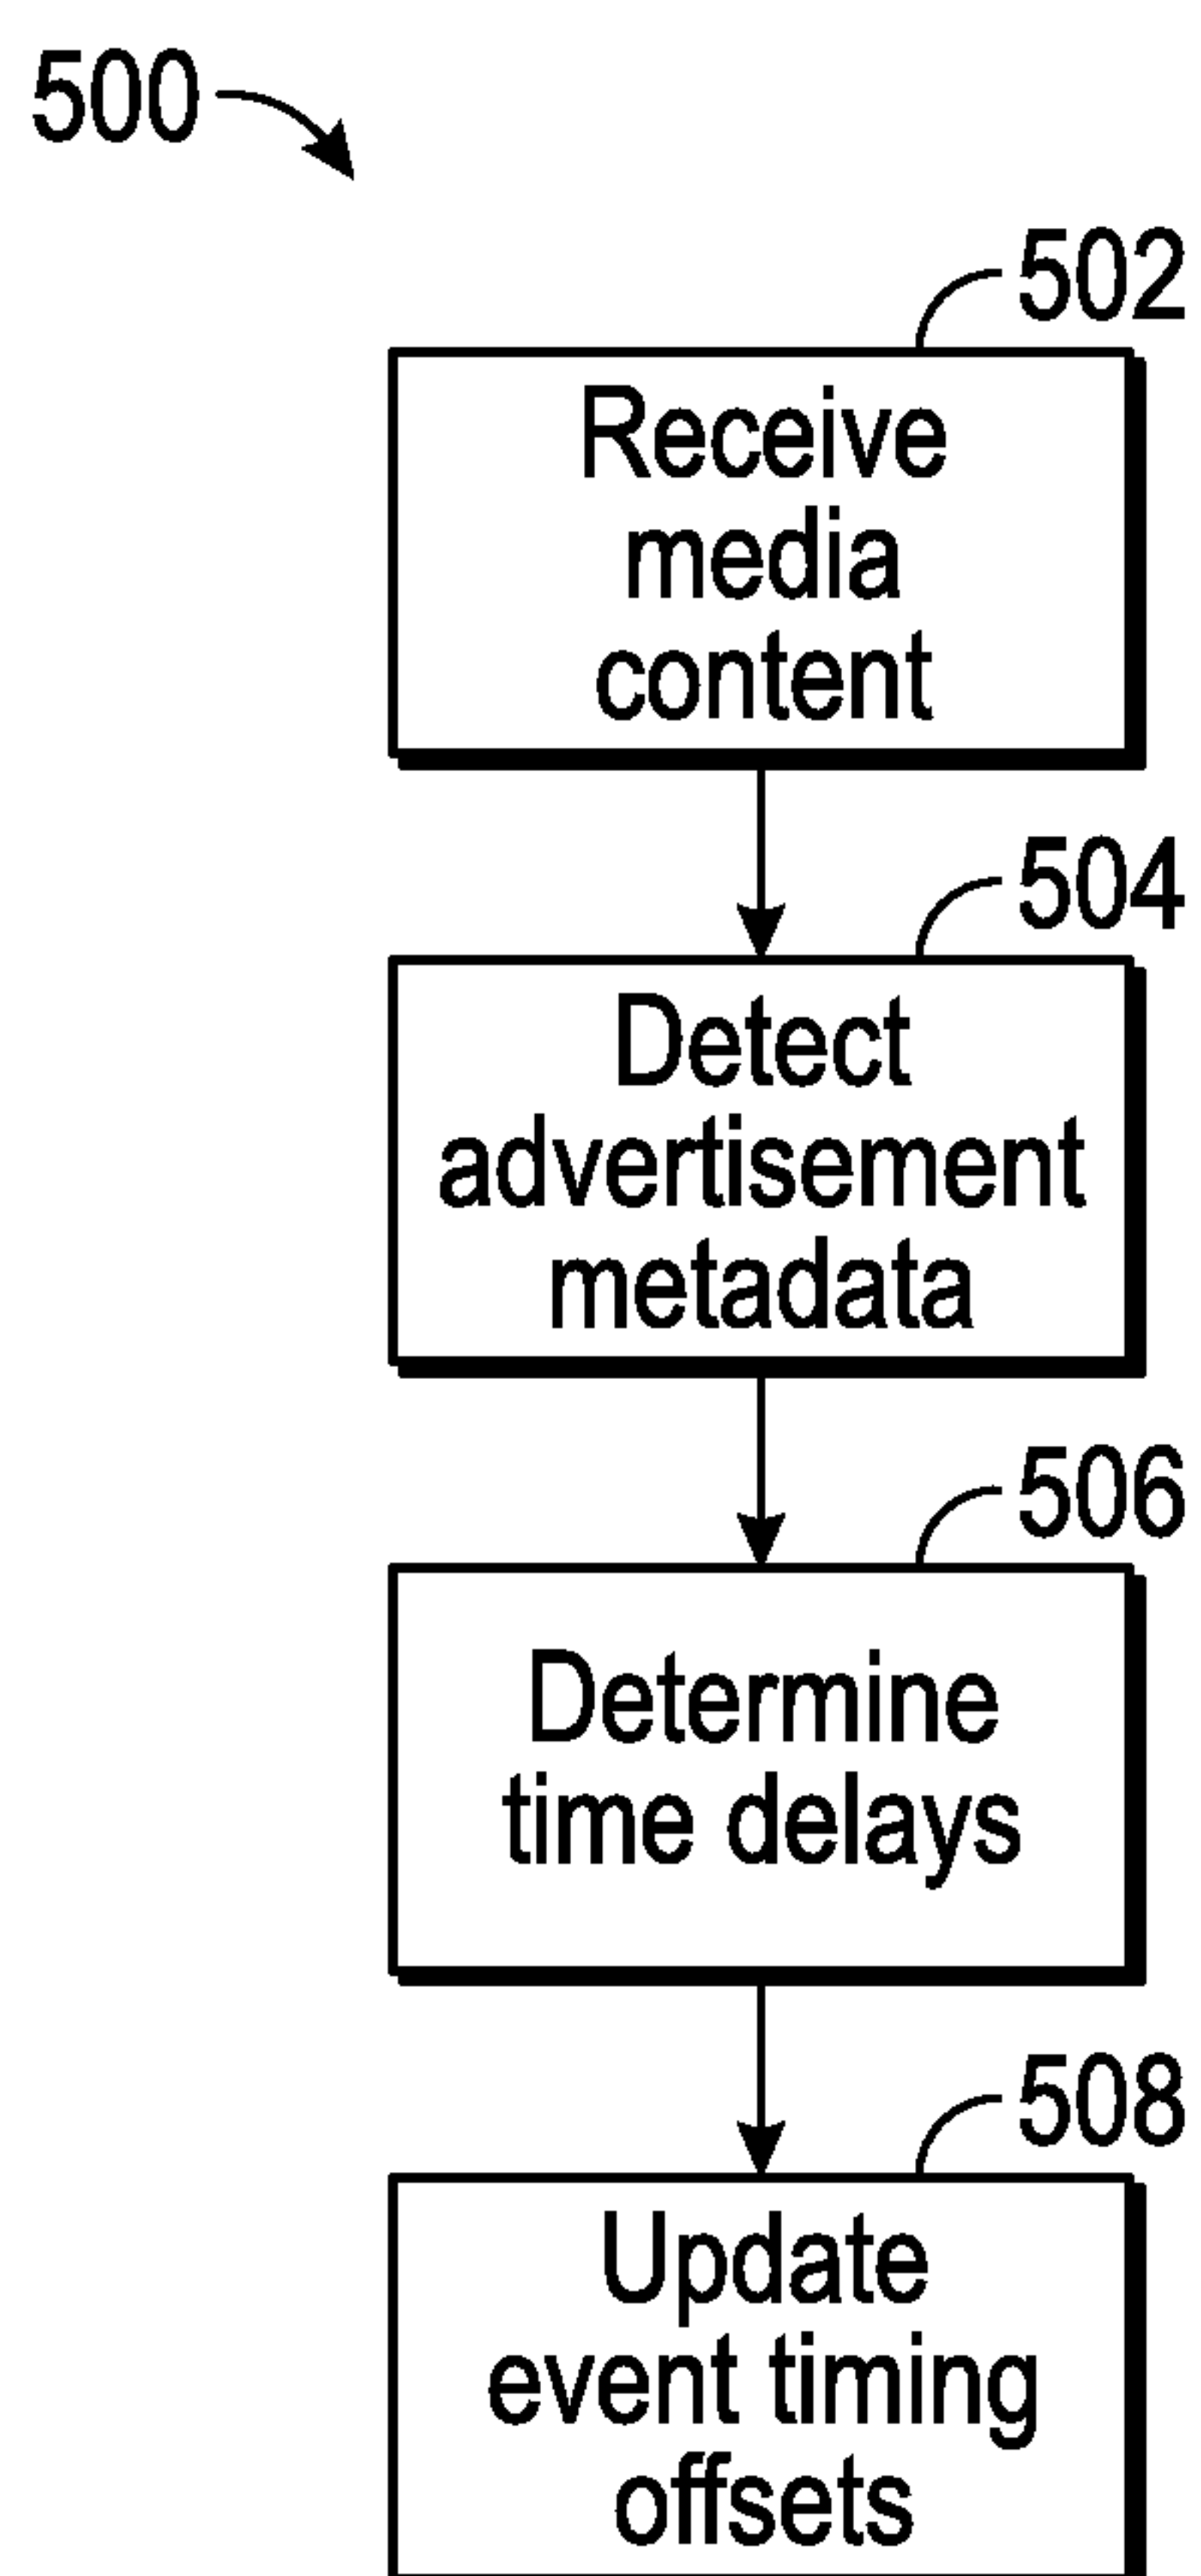 500
502
Receive
media
content
504
Detect
advertisement
metadata
506
Determine
time delays
508
Update
event timing
offsets